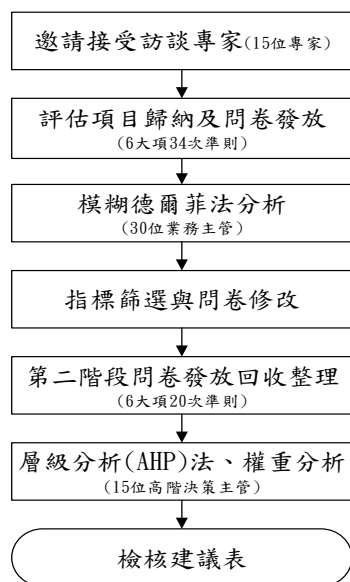 邀請接受訪談專家(15位專家)
評估項目歸納及問卷發放
(6大項34次準則)
模糊德爾菲法分析
(30位業務主管)
指標篩選與問卷修改
第二階段問卷發放回收整理
(6大項20次準則)
層級分析(AHP)法、權重分析
(15位高階決策主管)
檢核建議表